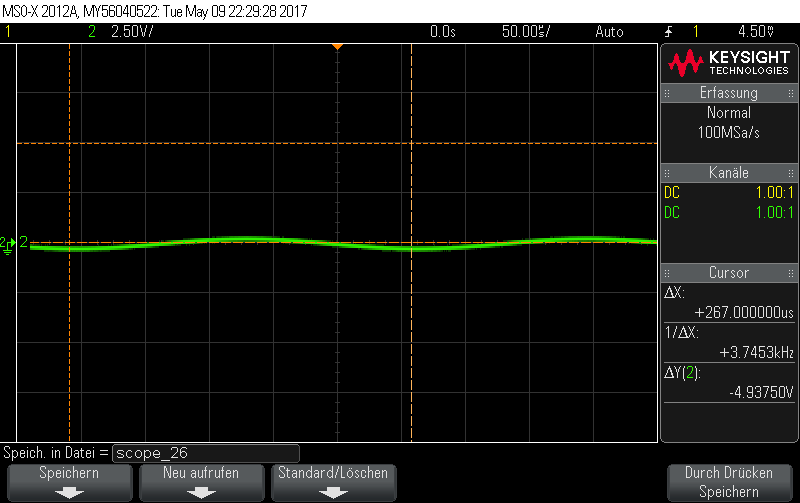 MSO-X 2012A, MY56040522: Tue May 09 22:29:28 2017
1 2 2.50V/ 0.0s 50.00µs/ Auto 1 4.50V
KEYSIGHT
TECHNOLOGIES
Erfassung
Normal
100MSa/s
Kanäle
DC 1.00:1
DC 1.00:1
Cursor
ΔX:
+267.000000us
1/ΔX:
+3.7453kHz
ΔY(2):
-4.93750V
2 2
Speich. in Datei = scope_26
Speichern Neu aufrufen Standard/Löschen Durch Drücken
Speichern